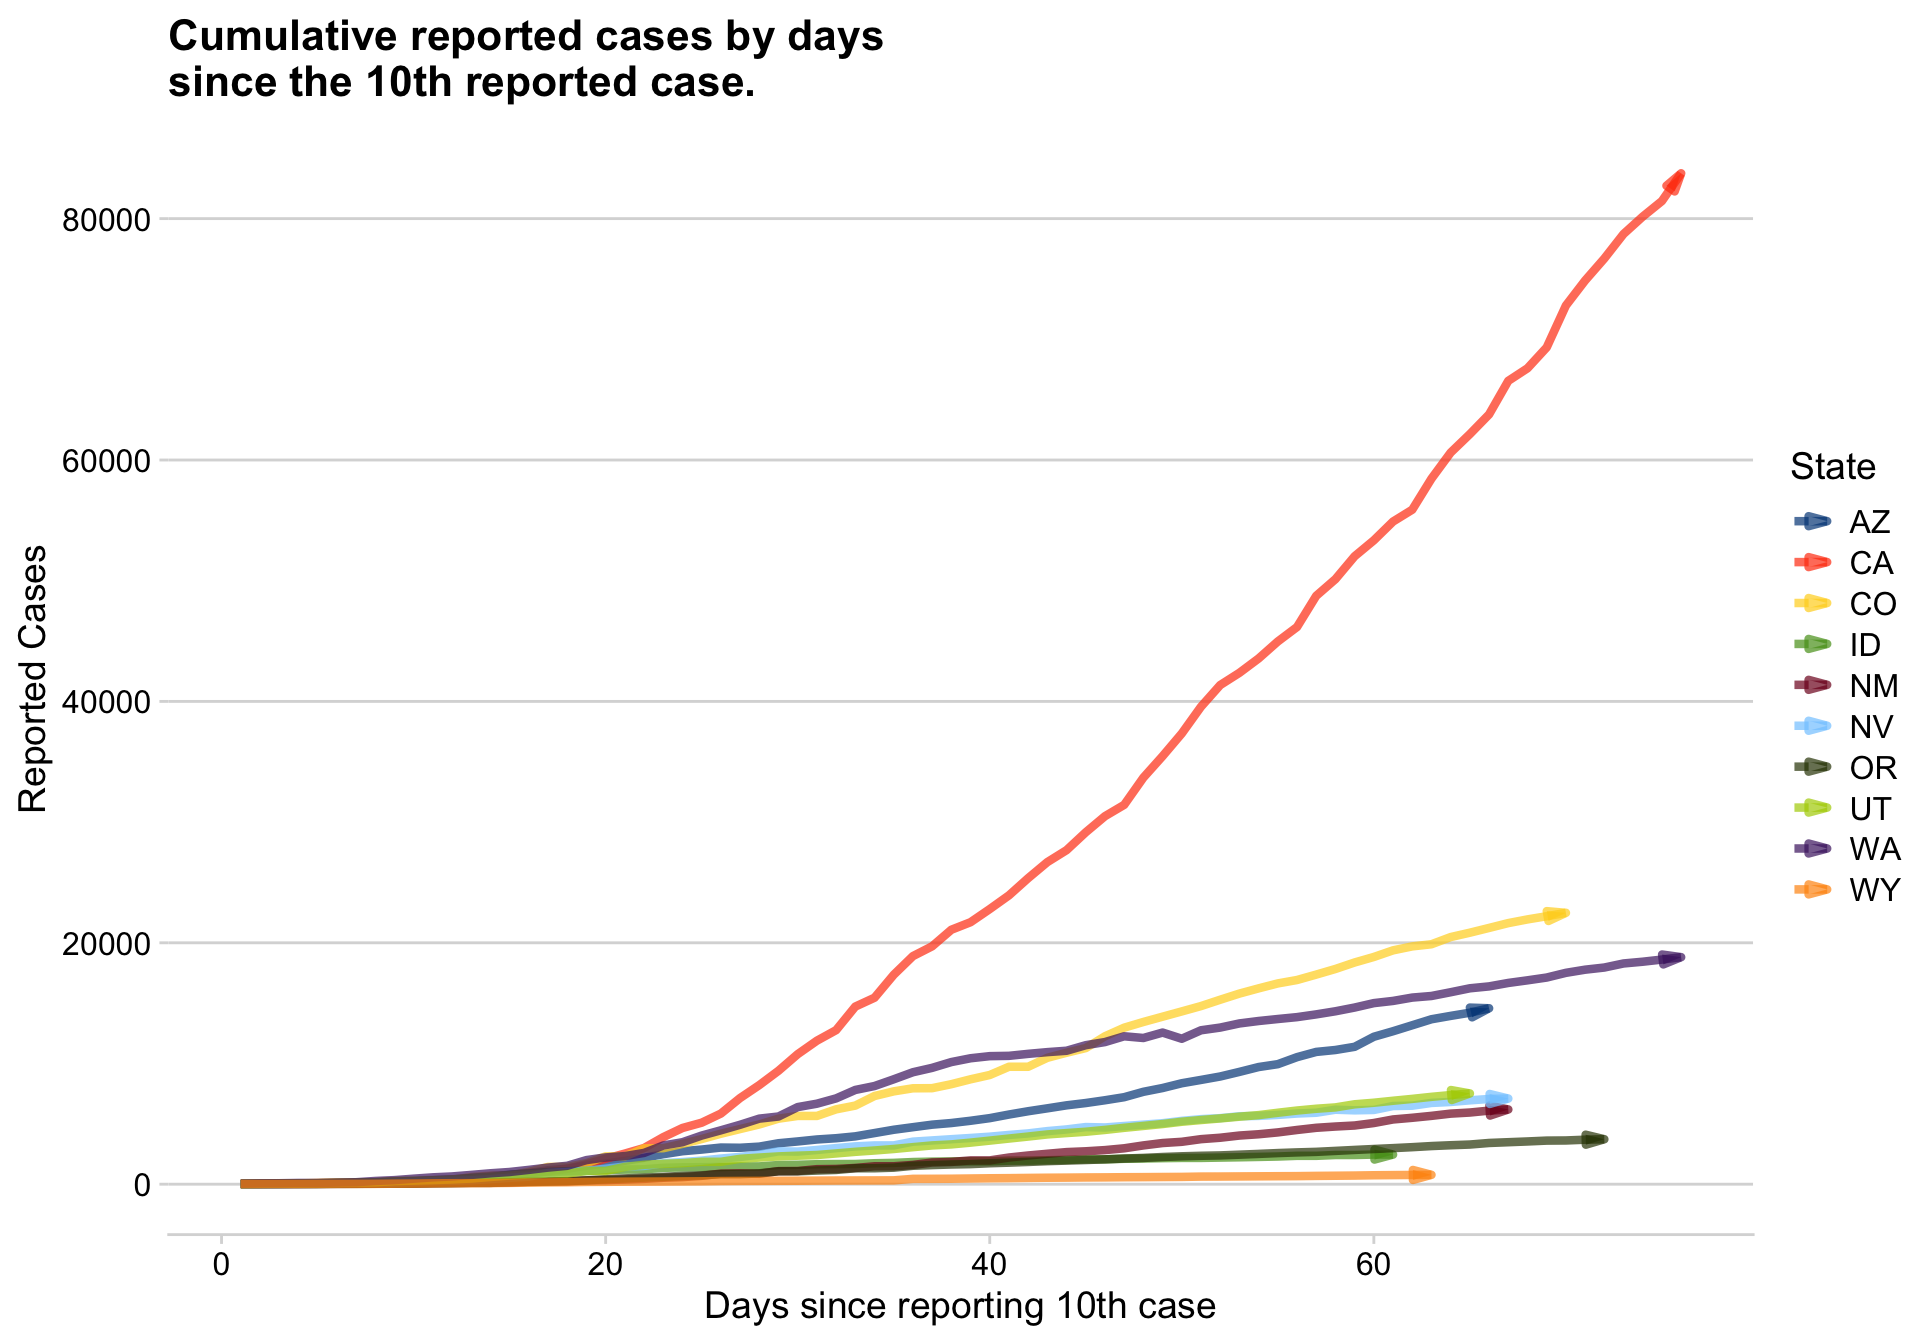 Cumulative reported cases by days
since the 10th reported case.
80000
60000
40000
20000
0
Reported Cases
0 20 40 60
Days since reporting 10th case
State
AZ
CA
CO
ID
NM
NV
OR
UT
WA
WY